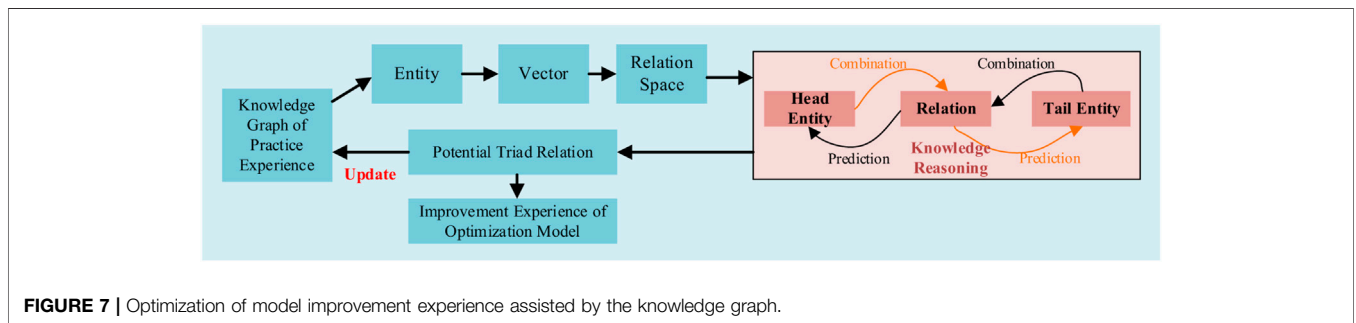 Knowledge
Graph of
Practice
Experience
Entity
Vector
Relation
Space
Combination
Combination
Head
Entity
Relation
Tail Entity
Prediction
Knowledge
Reasoning
Prediction
Potential Triad Relation
Update
Improvement Experience of
Optimization Model
FIGURE 7 | Optimization of model improvement experience assisted by the knowledge graph.